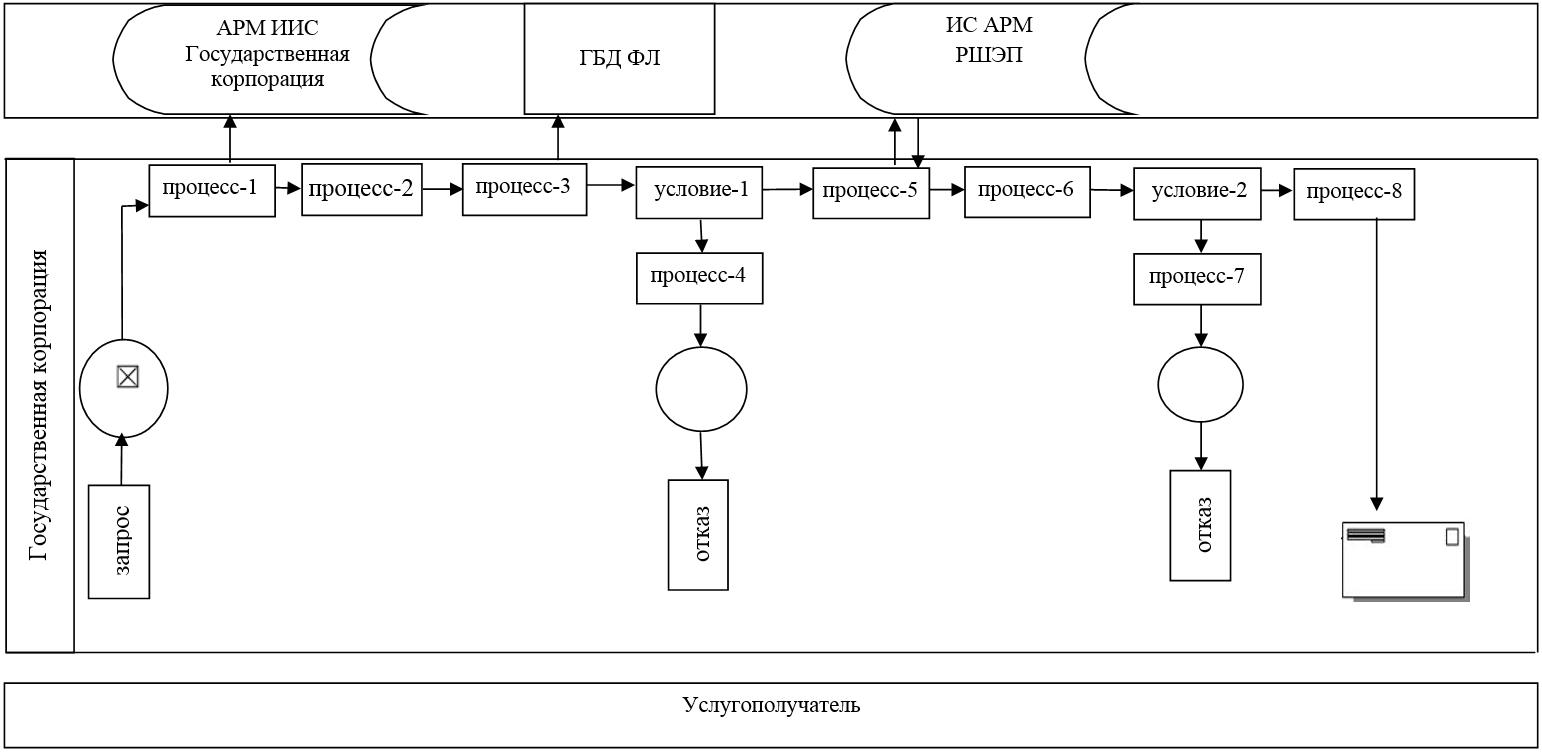 АРМ ИИС
Государственная
корпорация
ГБД ФЛ
ИС АРМ
РШЭП
Государственная корпорация
процесс-1
процесс-2
процесс-3
условие-1
процесс-5
процесс-6
условие-2
процесс-8
процесс-4
процесс-7
запрос
отказ
отказ
Услугополучатель